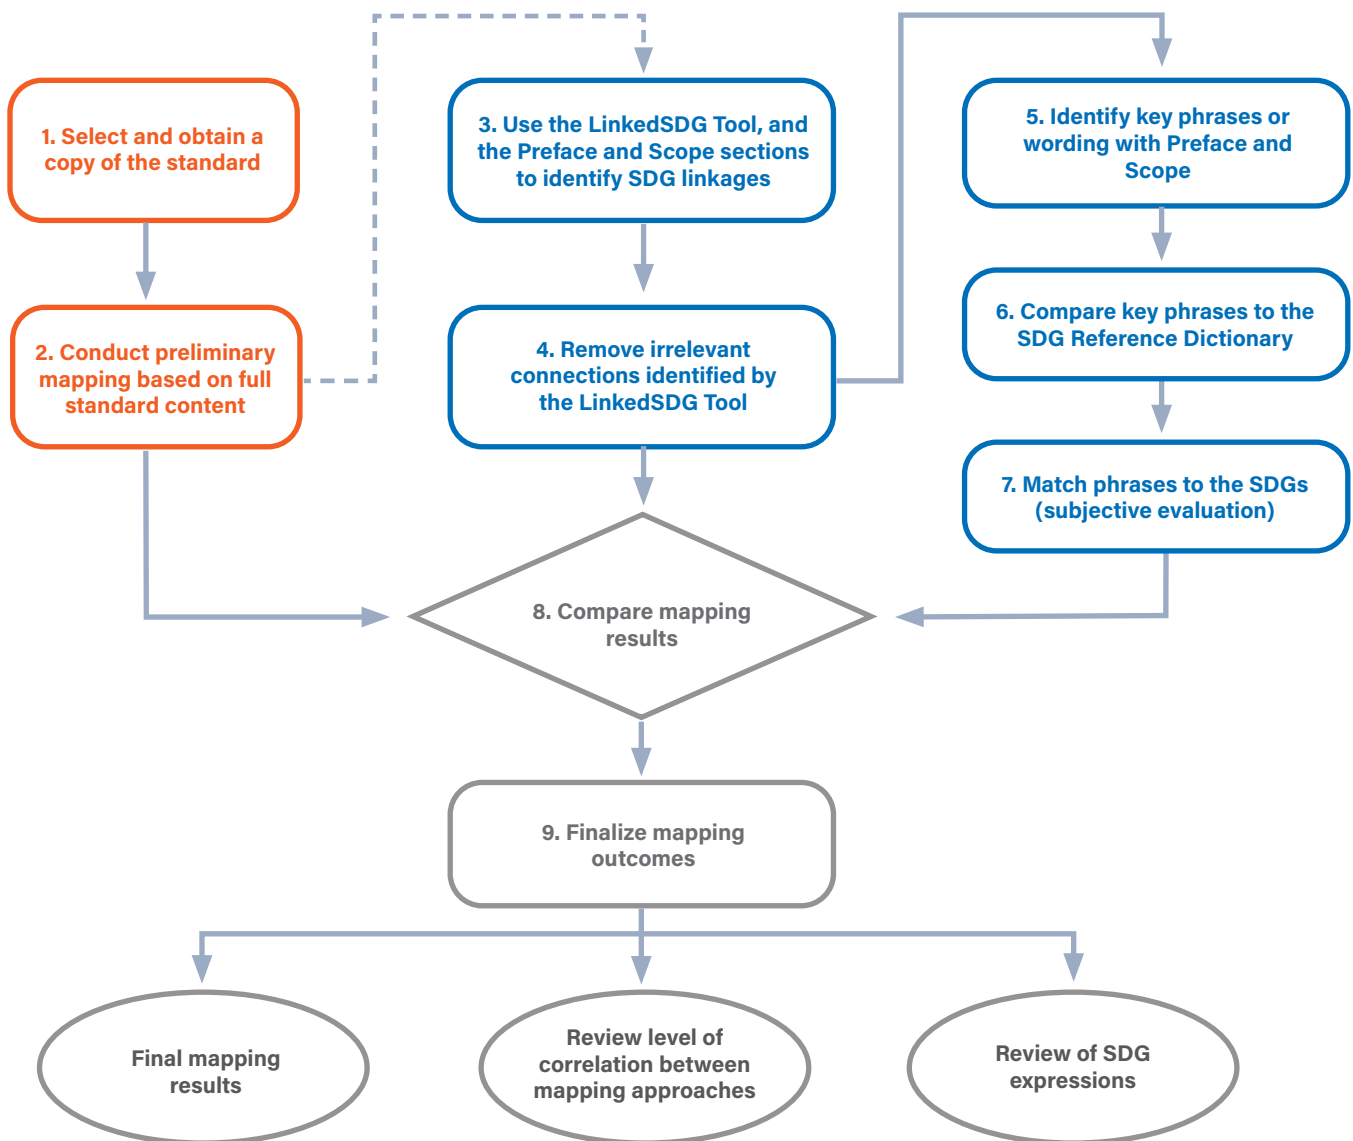 1. Select and obtain a
copy of the standard
2. Conduct preliminary
mapping based on full
standard content
3. Use the LinkedSDG Tool, and
the Preface and Scope sections
to identify SDG linkages
4. Remove irrelevant
connections identified by
the LinkedSDG Tool
5. Identify key phrases or
wording with Preface and
Scope
6. Compare key phrases to the
SDG Reference Dictionary
7. Match phrases to the SDGs
(subjective evaluation)
8. Compare mapping
results
9. Finalize mapping
outcomes
Final mapping
results
Review level of
correlation between
mapping approaches
Review of SDG
expressions